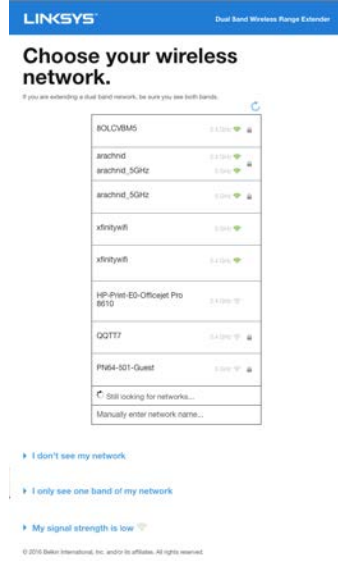 LINKSYS
Dual Band Wireless Range Extender
Choose your wireless
network.
If you are extending a dual band network, be sure you see both bands.
8OLCVBM5 2.4 GHz
arachnid 2.4 GHz
arachnid_5GHz 5 GHz
arachnid_5GHz 5 GHz
xfinitywifi
xfinitywifi 2.4 GHz
HP-Print-E0-Officejet Pro
8610 2.4 GHz
QQTT7 2.4 GHz
PN64-501-Guest
Still looking for networks...
Manually enter network name...
I don't see my network
I only see one band of my network
My signal strength is low
© 2016 Belkin International, Inc. and/or its affiliates. All rights reserved.